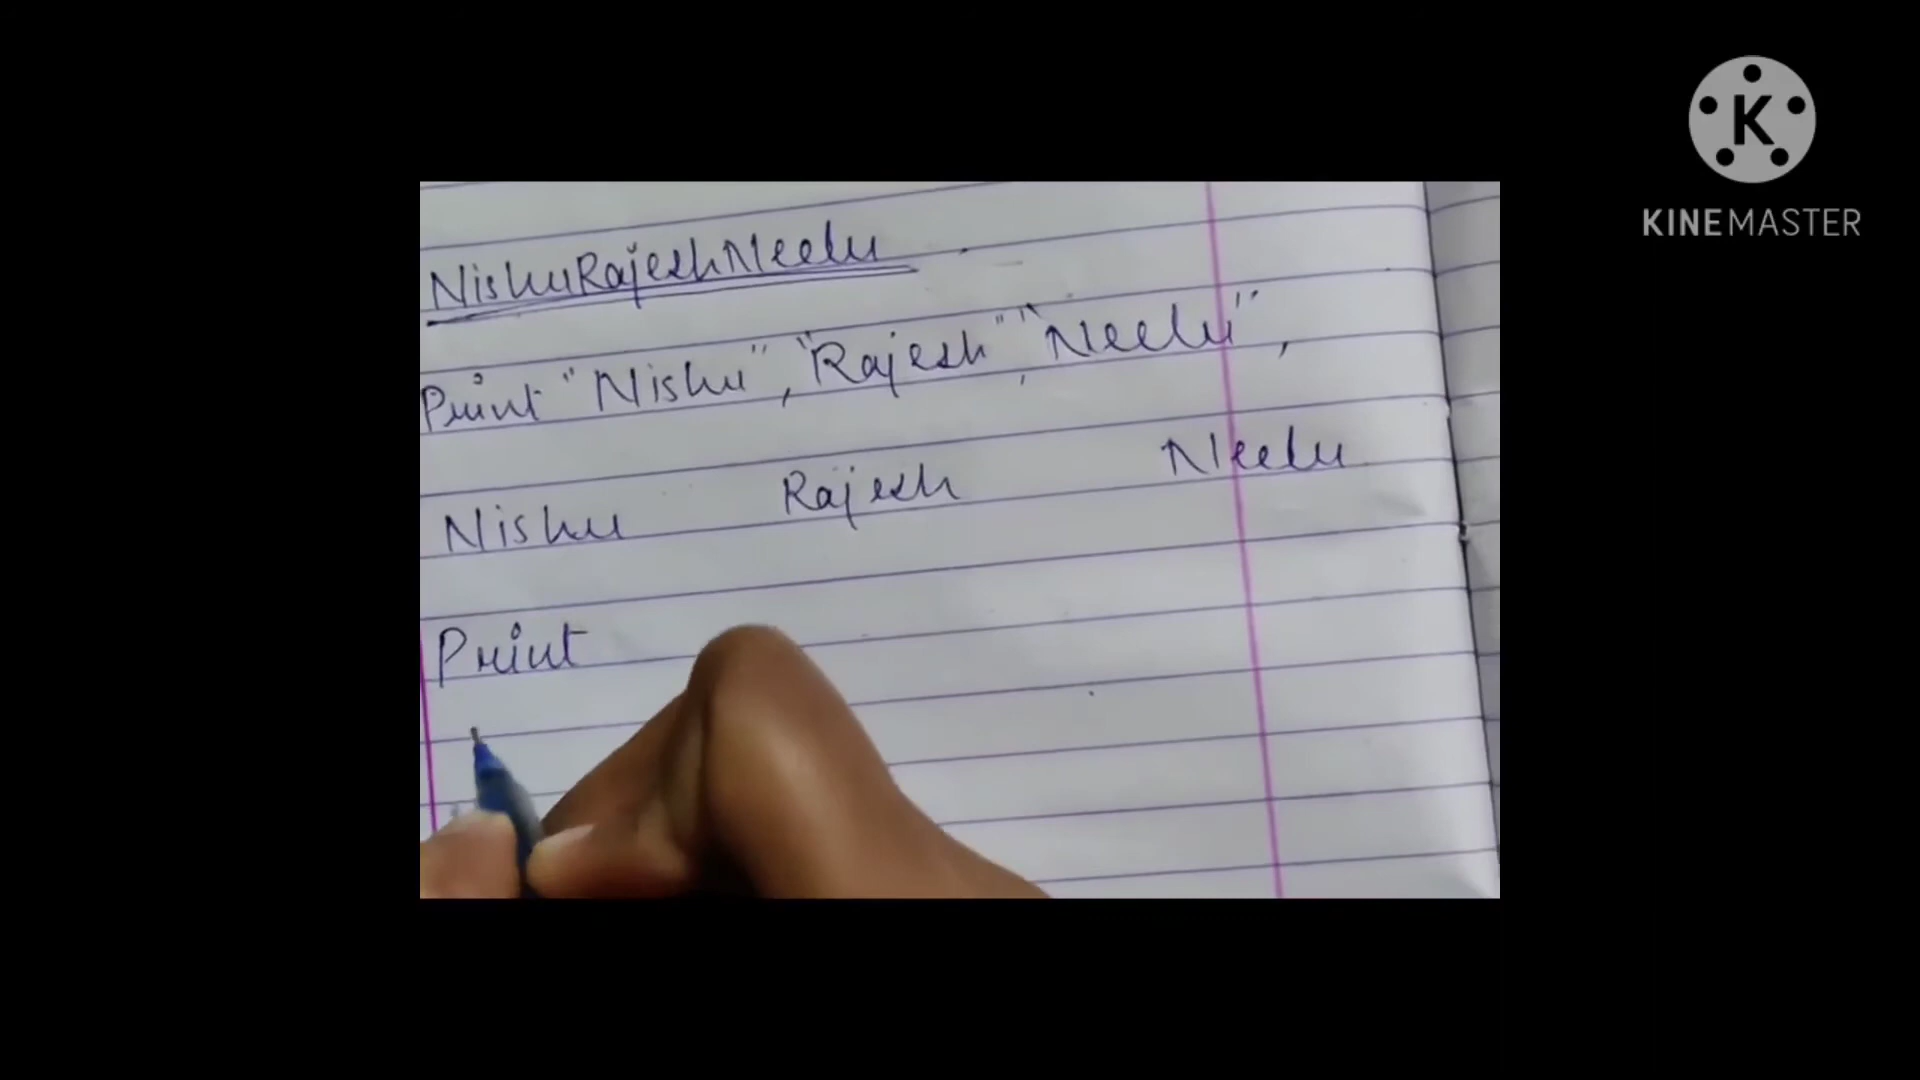 NishuRajeshNeelu
Print "Nishu", "Rajesh", "Neelu",
Nishu Rajesh Neelu
Print
K
KINEMASTER